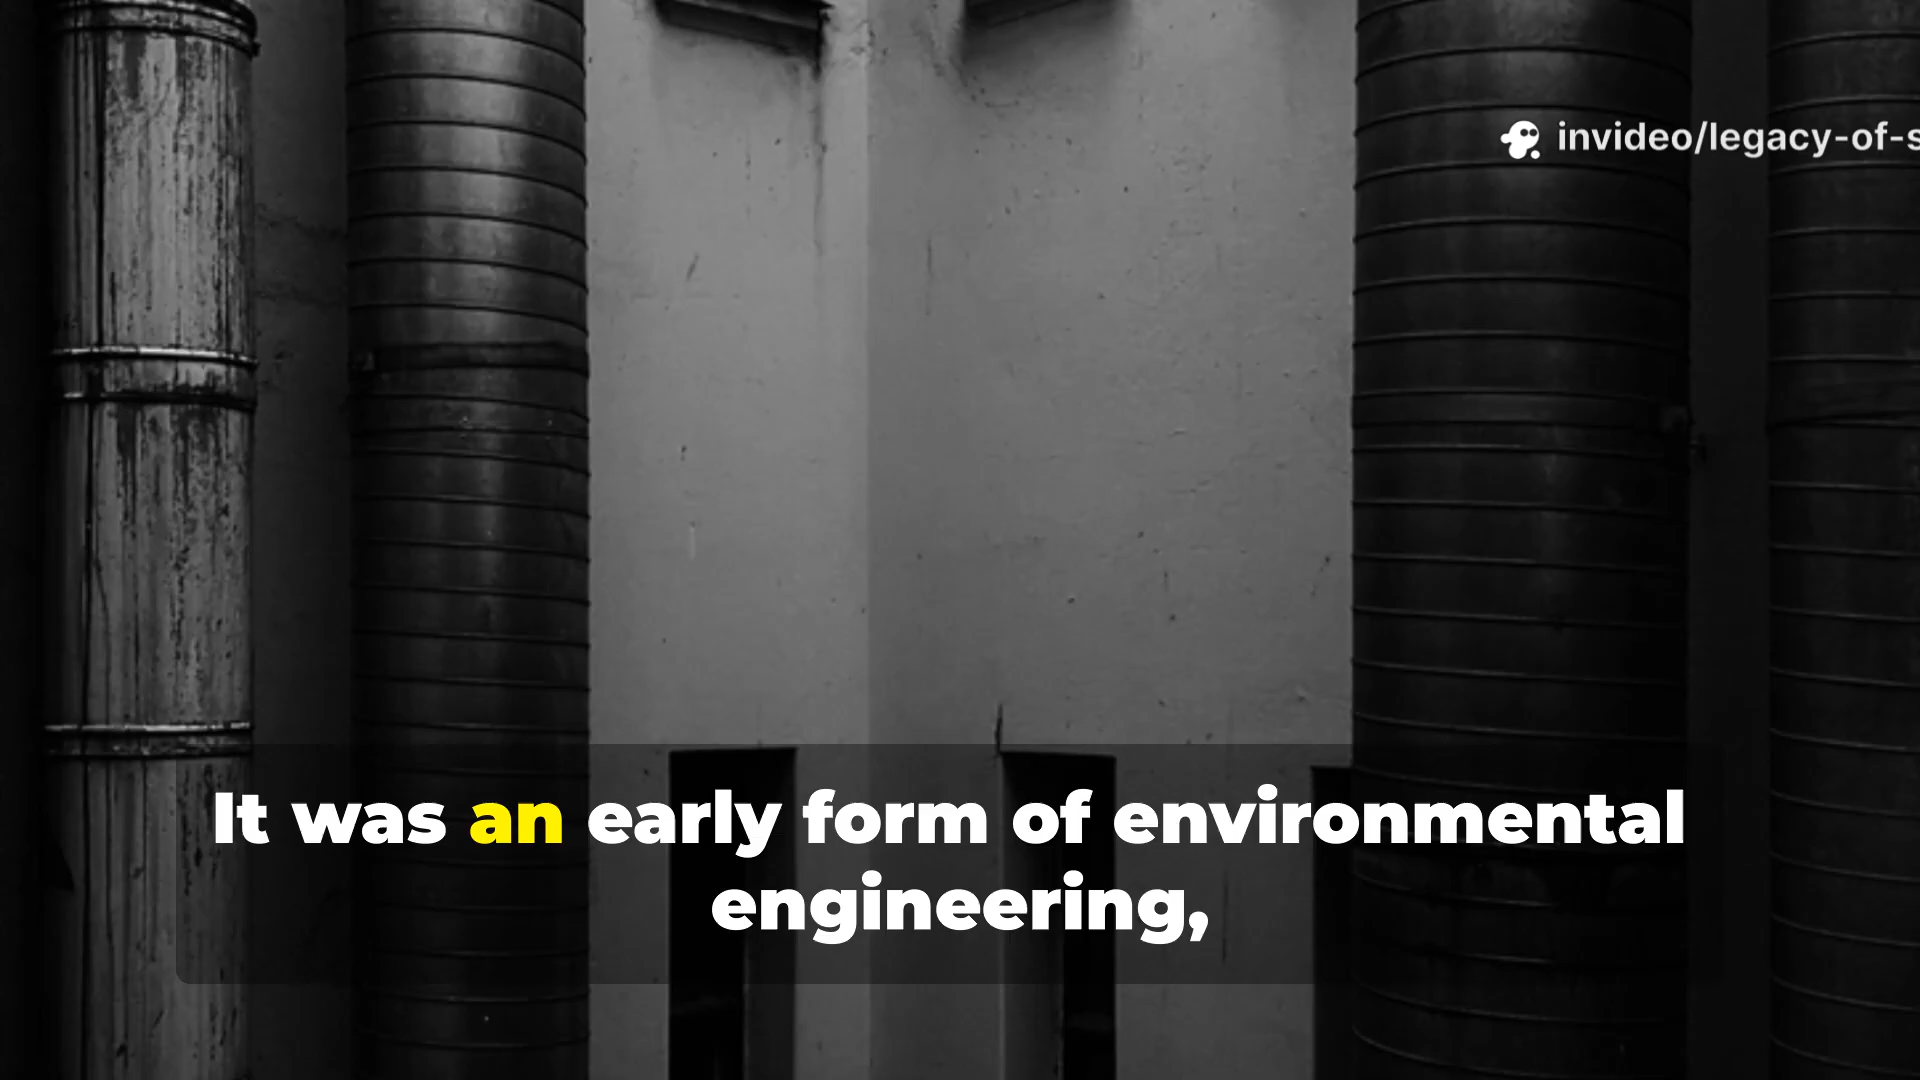 invideo/legacy-of-s
It was an early form of environmental
engineering,